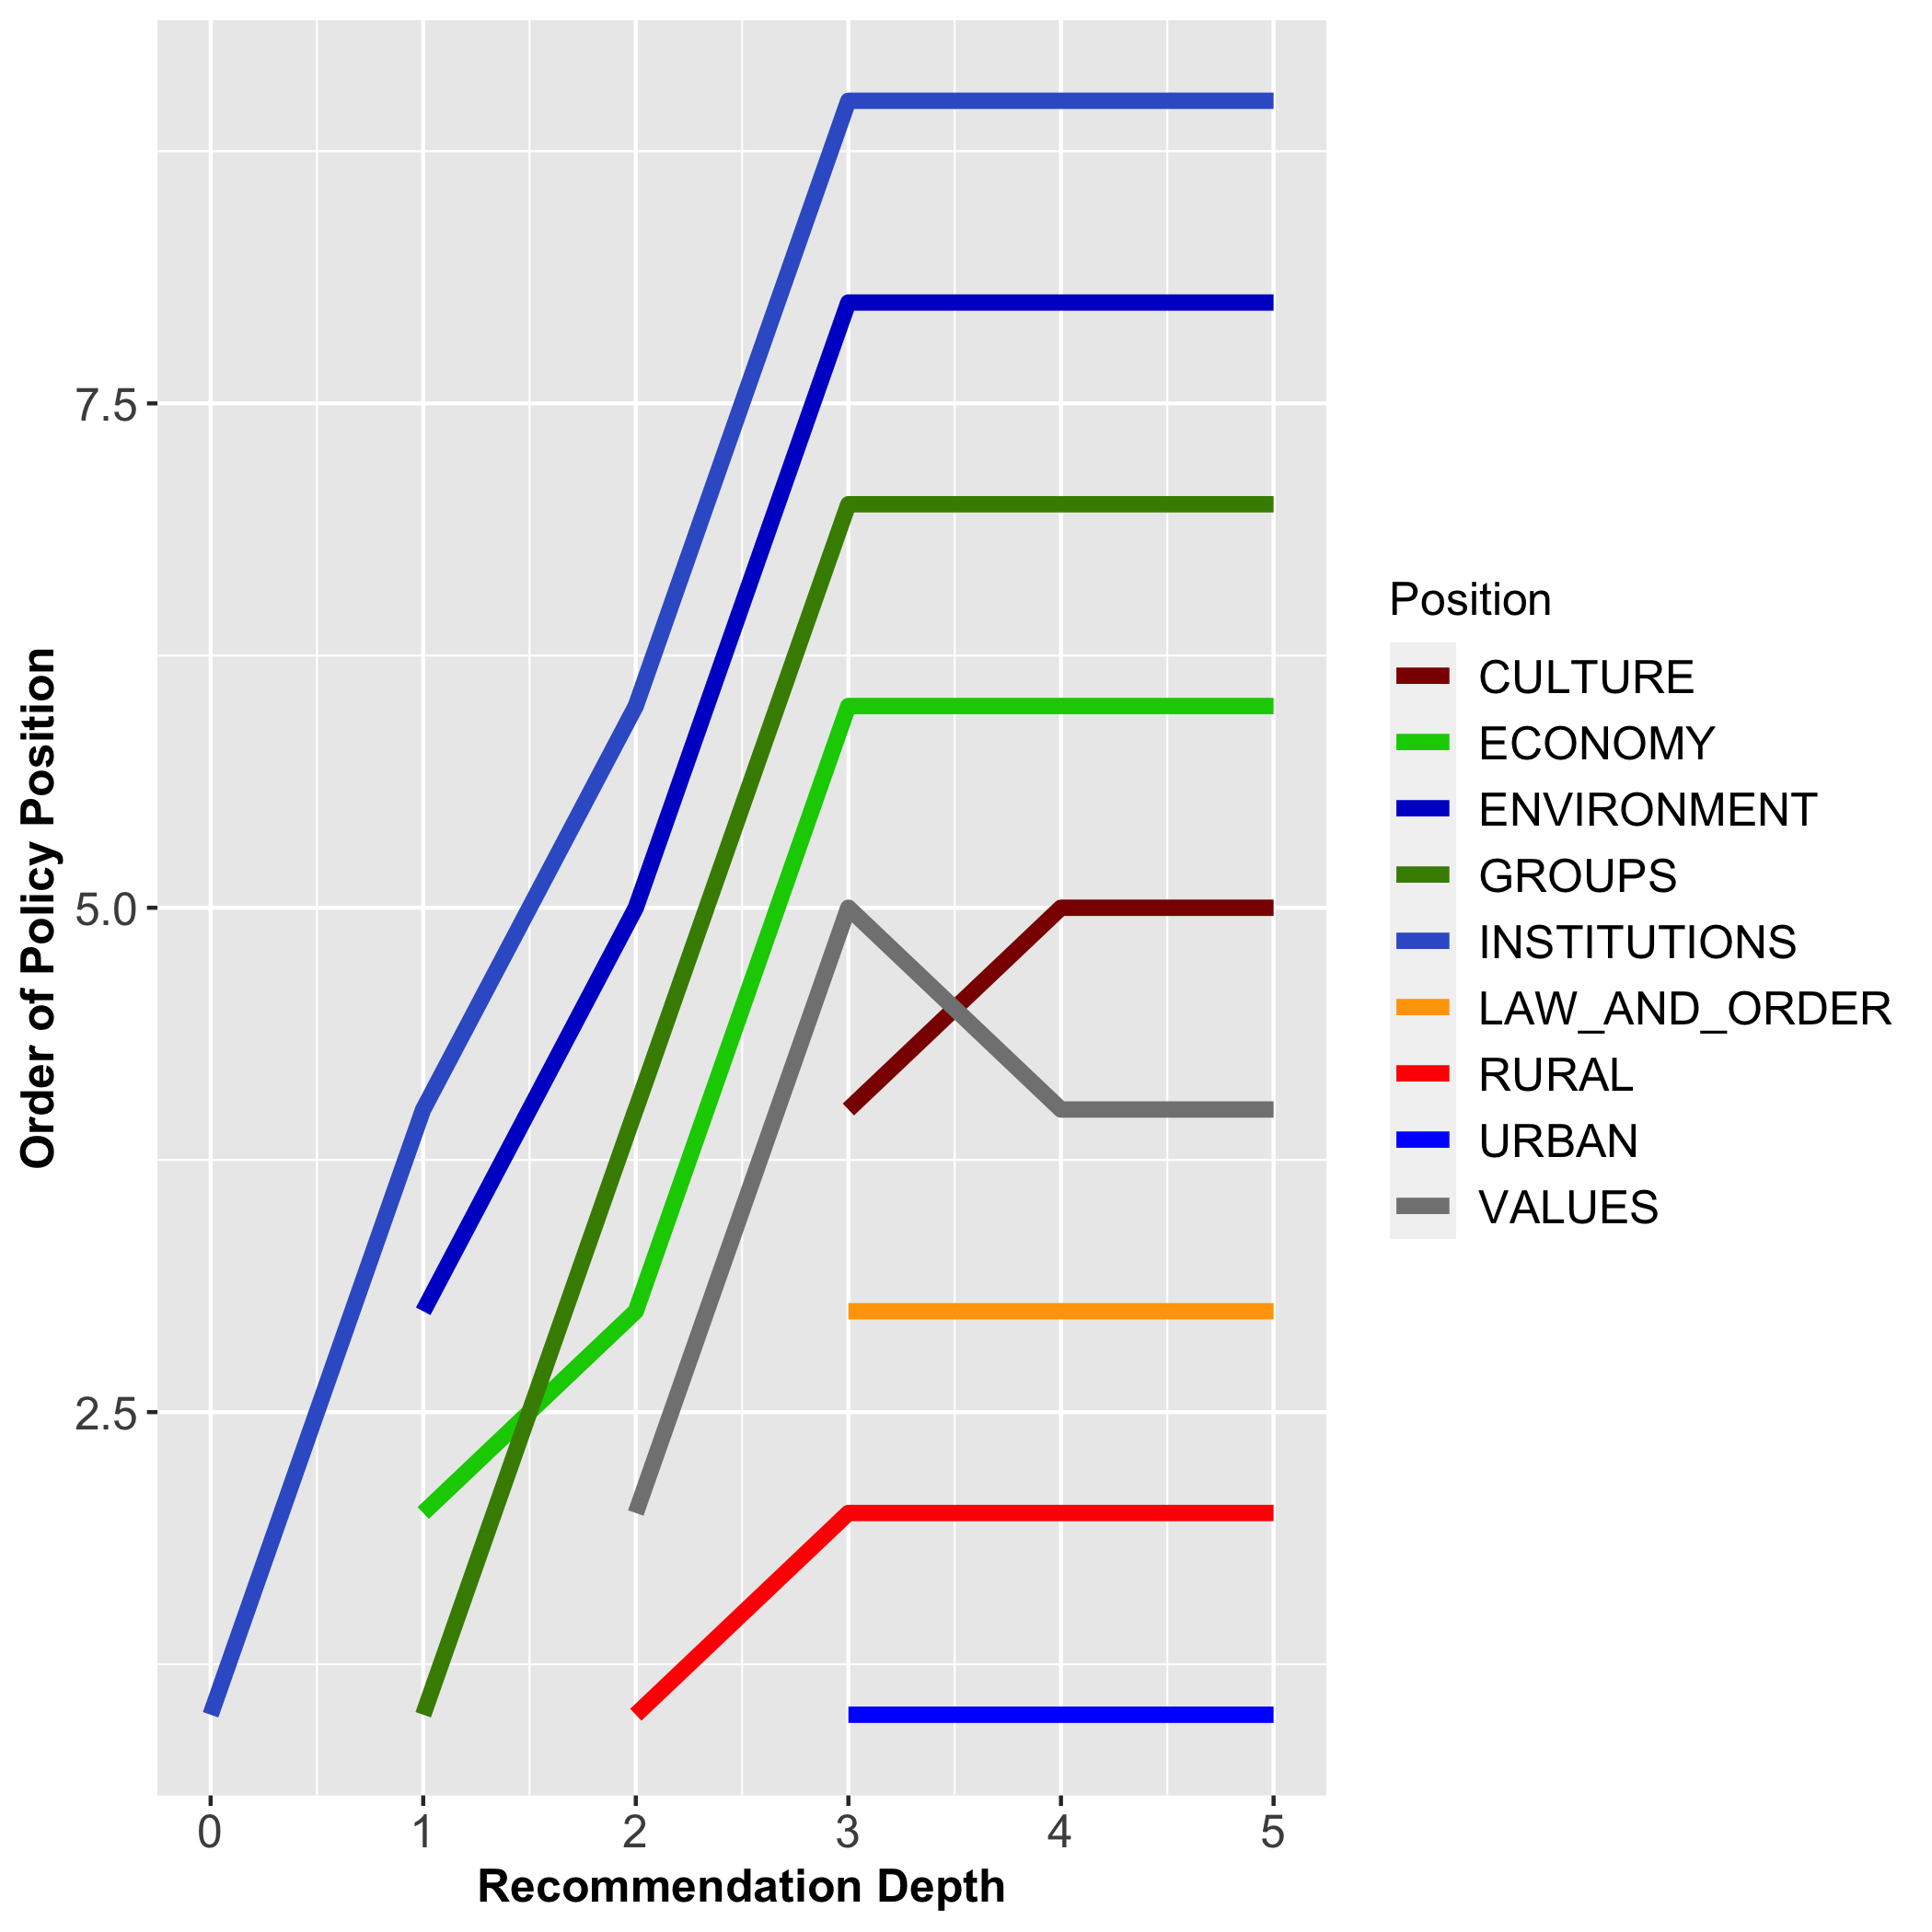 Order of Policy Position
7.5
5.0
2.5
0 1 2 3 4 5
Recommendation Depth
Position
CULTURE
ECONOMY
ENVIRONMENT
GROUPS
INSTITUTIONS
LAW_AND_ORDER
RURAL
URBAN
VALUES